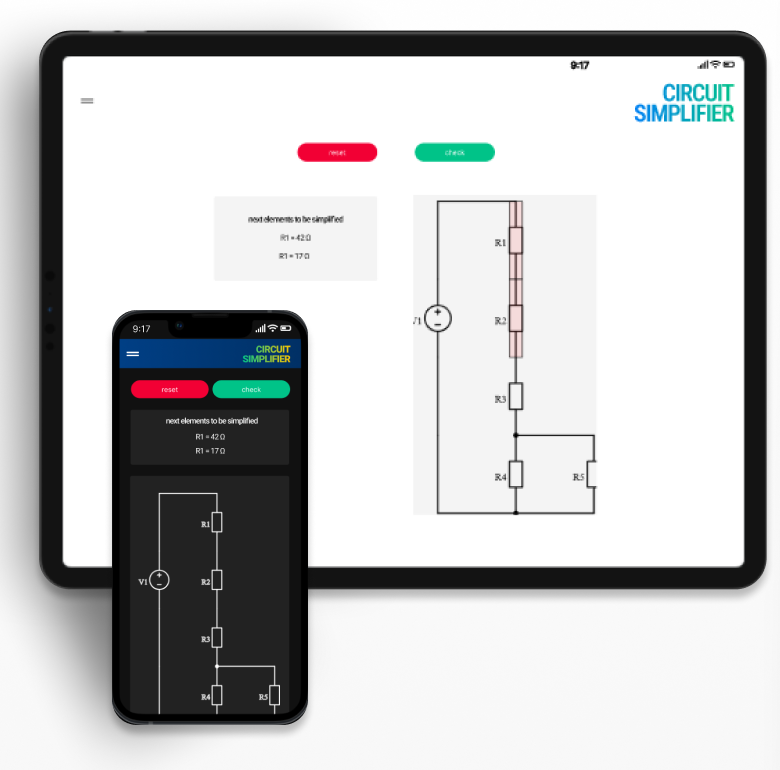 9:17
CIRCUIT
SIMPLIFIER
reset
check
next elements to be simplified
R1 = 42 Ω
R1 = 17 Ω
R1
V1
R2
R3
R4
R5
9:17
CIRCUIT
SIMPLIFIER
reset
check
next elements to be simplified
R1 = 42 Ω
R1 = 17 Ω
R1
V1
R2
R3
R4
R5